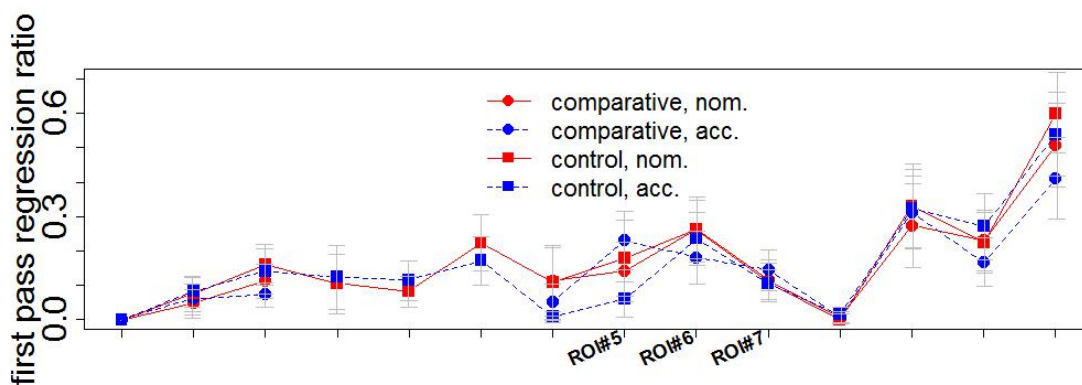 first pass regression ratio
0.6
0.3
0.0
comparative, nom.
comparative, acc.
control, nom.
control, acc.
ROI#5
ROI#6
ROI#7